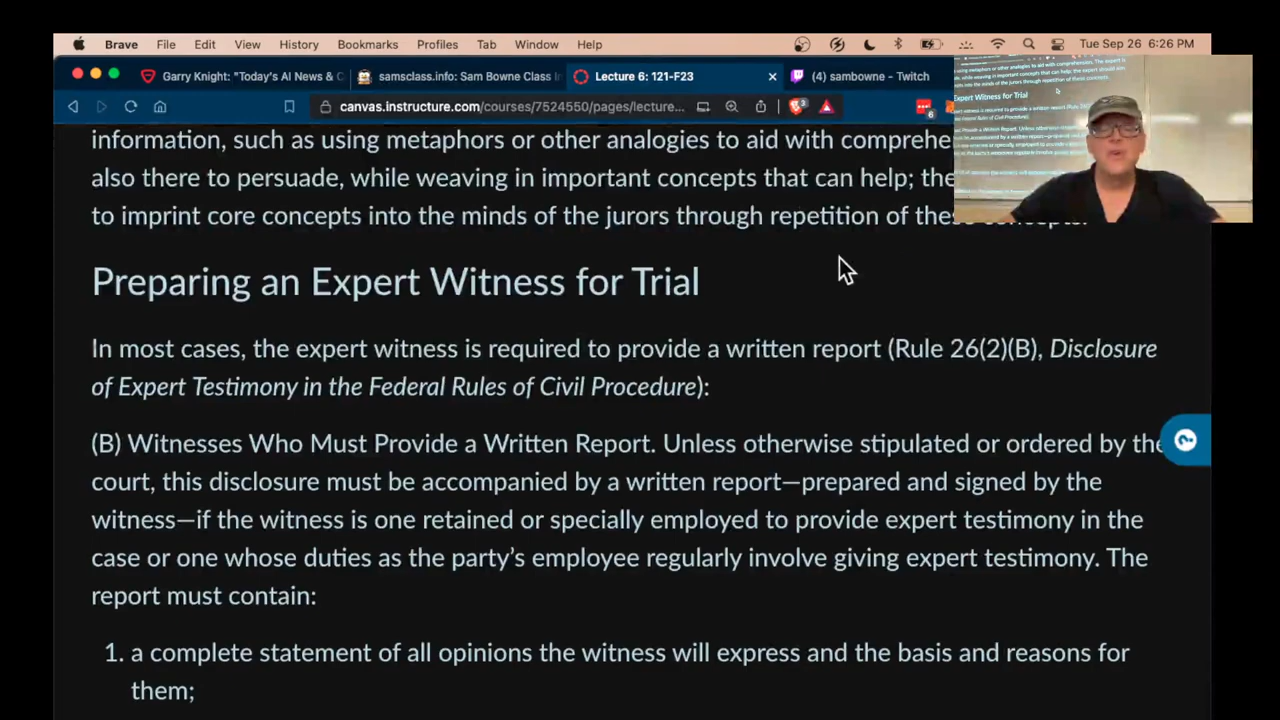 Brave File Edit View History Bookmarks Profiles Tab Window Help Tue Sep 26 6:26 PM
Garry Knight: "Today's AI News & C
samsclass.info: Sam Bowne Class In
Lecture 6: 121-F23
(4) sambowne - Twitch
canvas.instructure.com/courses/7524550/pages/lecture...
3
6
information, such as using metaphors or other analogies to aid with comprehe
also there to persuade, while weaving in important concepts that can help; the
to imprint core concepts into the minds of the jurors through repetition of these concepts.
Preparing an Expert Witness for Trial
In most cases, the expert witness is required to provide a written report (Rule 26(2)(B), Disclosure
of Expert Testimony in the Federal Rules of Civil Procedure):
(B) Witnesses Who Must Provide a Written Report. Unless otherwise stipulated or ordered by the
court, this disclosure must be accompanied by a written report—prepared and signed by the
witness—if the witness is one retained or specially employed to provide expert testimony in the
case or one whose duties as the party's employee regularly involve giving expert testimony. The
report must contain:
1. a complete statement of all opinions the witness will express and the basis and reasons for
them;
Expert Witness for Trial